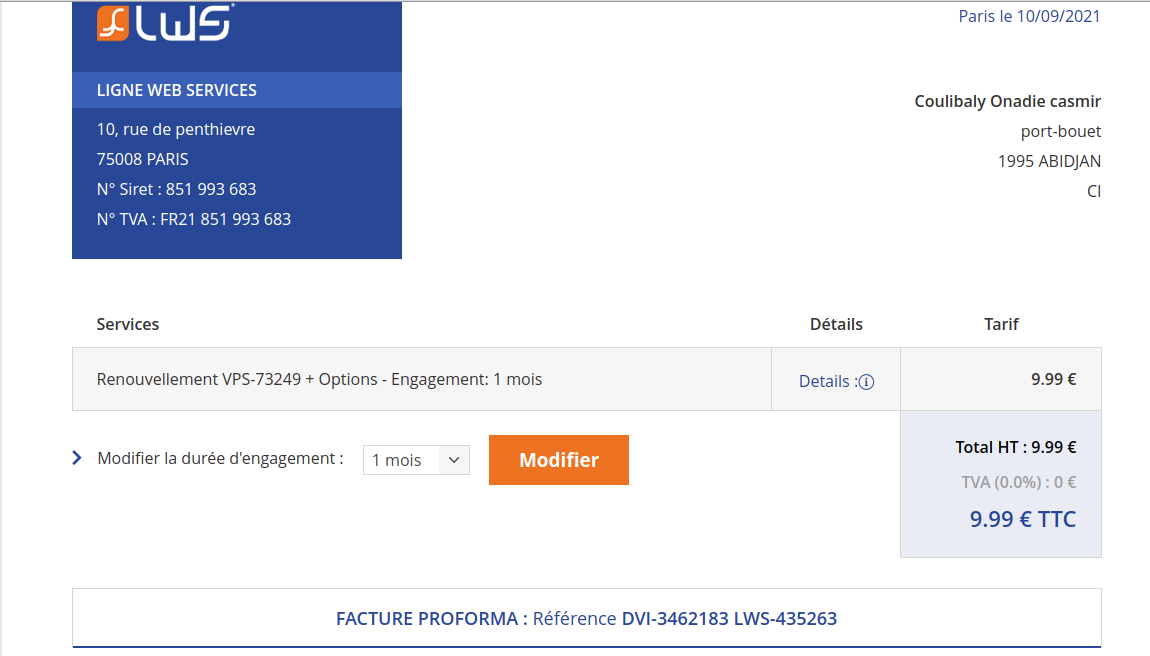 LWS
Paris le 10/09/2021
LIGNE WEB SERVICES
10, rue de penthievre
75008 PARIS
N° Siret : 851 993 683
N° TVA : FR21 851 993 683
Coulibaly Onadie casmir
port-bouet
1995 ABIDJAN
CI
Services Détails Tarif
Renouvellement VPS-73249 + Options - Engagement: 1 mois Details : 9.99 €
Modifier la durée d'engagement : 1 mois Modifier
Total HT : 9.99 €
TVA (0.0%) : 0 €
9.99 € TTC
FACTURE PROFORMA : Référence DVI-3462183 LWS-435263